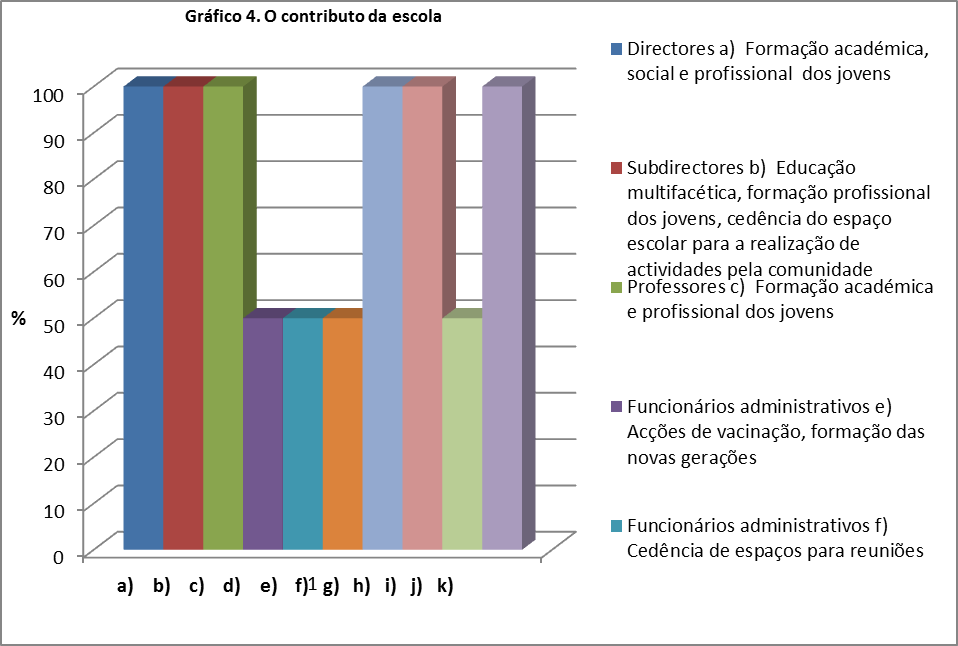 Gráfico 4. O contributo da escola
100
90
80
70
60
50
40
30
20
10
0
%
a) b) c) d) e) f) 1 g) h) i) j) k)
Directores a) Formação académica,
social e profissional dos jovens
Subdirectores b) Educação
multifacética, formação profissional
dos jovens, cedência do espaço
escolar para a realização de
actividades pela comunidade
Professores c) Formação académica
e profissional dos jovens
Funcionários administrativos e)
Acções de vacinação, formação das
novas gerações
Funcionários administrativos f)
Cedência de espaços para reuniões